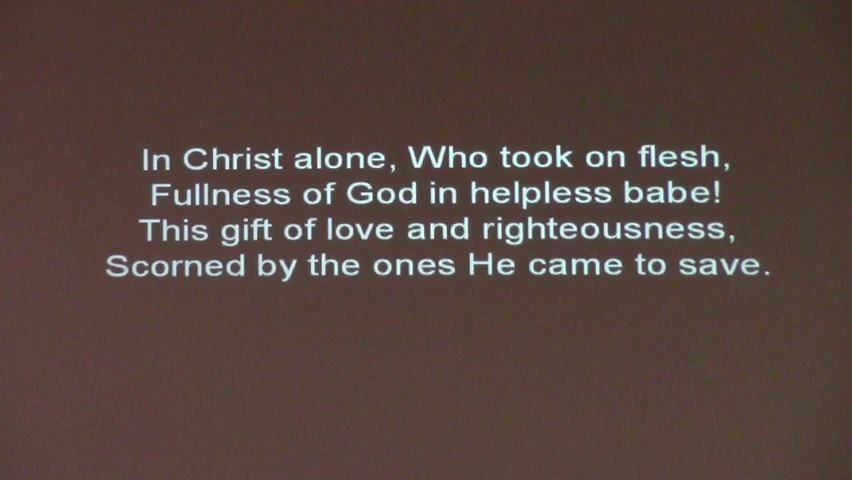 In Christ alone, Who took on flesh,
Fullness of God in helpless babe!
This gift of love and righteousness,
Scorned by the ones He came to save.